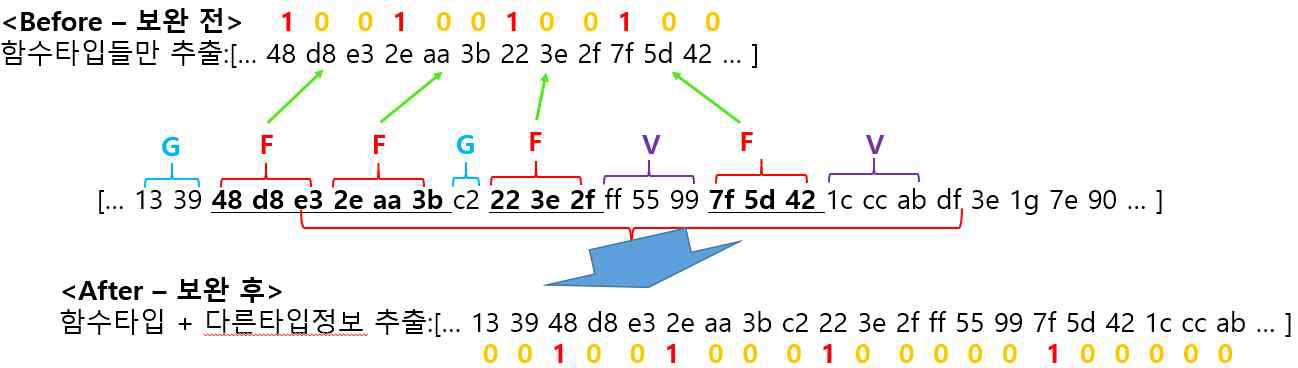 <Before – 보완 전> 1 0 0 1 0 0 1 0 0 1 0 0
함수타입들만 추출:[... 48 d8 e3 2e aa 3b 22 3e 2f 7f 5d 42 ... ]
G F F G F V F V
[... 13 39 48 d8 e3 2e aa 3b c2 22 3e 2f ff 55 99 7f 5d 42 1c cc ab df 3e 1g 7e 90 ... ]
<After – 보완 후>
함수타입 + 다른타입정보 추출:[... 13 39 48 d8 e3 2e aa 3b c2 22 3e 2f ff 55 99 7f 5d 42 1c cc ab ... ]
0 0 1 0 0 1 0 0 0 1 0 0 0 0 0 1 0 0 0 0 0